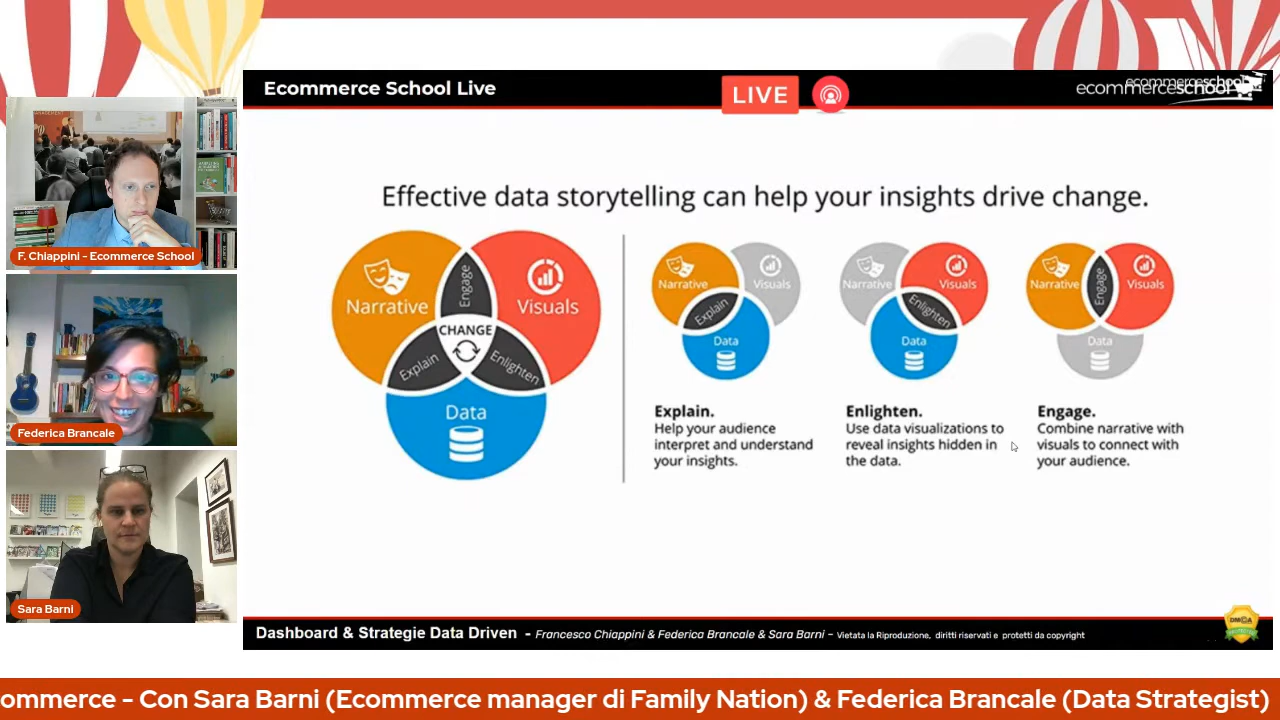 Ecommerce School Live
LIVE
ecommerceschool
ecommerceschool
F. Chiappini - Ecommerce School
Federica Brancale
Sara Barni
Effective data storytelling can help your insights drive change.
Narrative
Engage
Visuals
CHANGE
Explain
Enlighten
Data
Narrative
Visuals
Explain
Data
Narrative
Visuals
Enlighten
Data
Narrative
Engage
Visuals
Data
Explain.
Help your audience
interpret and understand
your insights.
Enlighten.
Use data visualizations to
reveal insights hidden in
the data.
Engage.
Combine narrative with
visuals to connect with
your audience.
Dashboard & Strategie Data Driven - Francesco Chiappini & Federica Brancale & Sara Barni - Vietata la Riproduzione, diritti riservati e protetti da copyright
DMCA
ommerce - Con Sara Barni (Ecommerce manager di Family Nation) & Federica Brancale (Data Strategist)